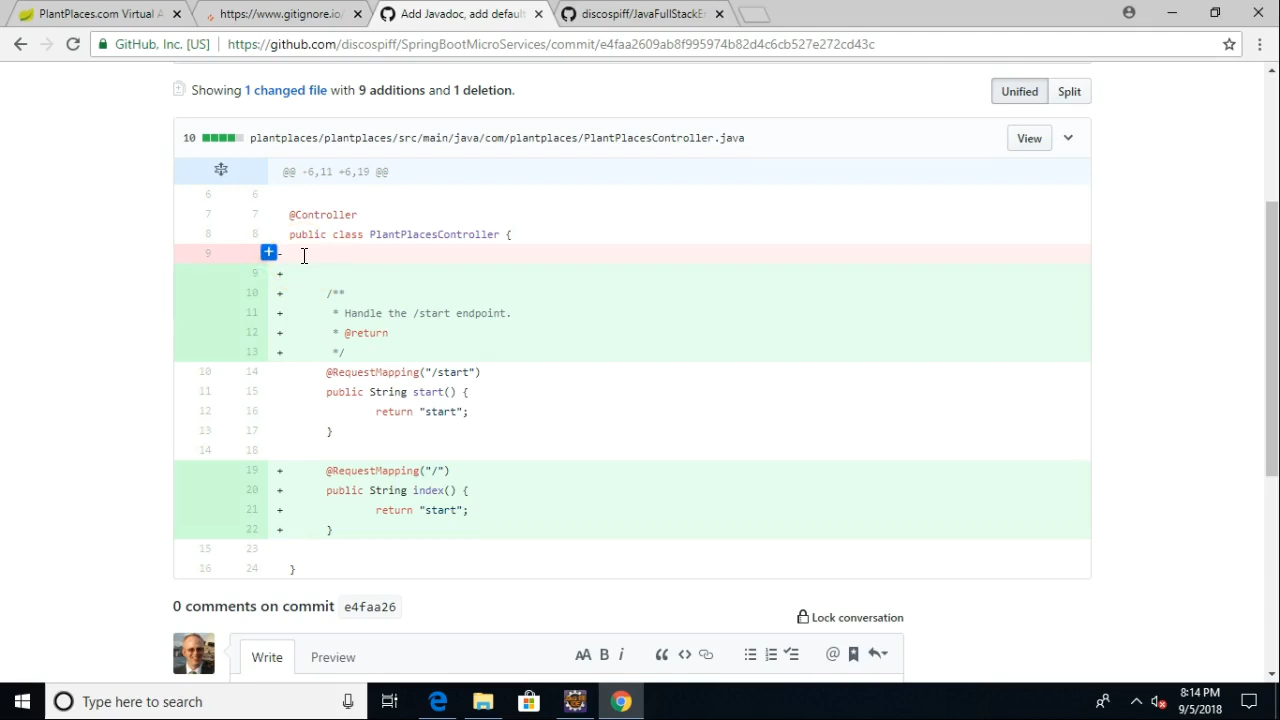 PlantPlaces.com Virtual A
https://www.gitignore.io/
Add Javadoc, add default
discospiff/JavaFullStackE
GitHub, Inc. [US]
https://github.com/discospiff/SpringBootMicroServices/commit/e4faa2609ab8f995974b82d4c6cb527e272cd43c
Showing 1 changed file with 9 additions and 1 deletion.
Unified
Split
10
plantplaces/plantplaces/src/main/java/com/plantplaces/PlantPlacesController.java
View
@@ -6,11 +6,19 @@
6 6
7 7 @Controller
8 8 public class PlantPlacesController {
9 -
9 +
10 + /**
11 + * Handle the /start endpoint.
12 + * @return
13 + */
10 14 @RequestMapping("/start")
11 15 public String start() {
12 16 return "start";
13 17 }
14 18
19 + @RequestMapping("/")
20 + public String index() {
21 + return "start";
22 + }
15 23
16 24 }
0 comments on commit e4faa26
Lock conversation
Write
Preview
AA B i
@
Type here to search
8:14 PM
9/5/2018